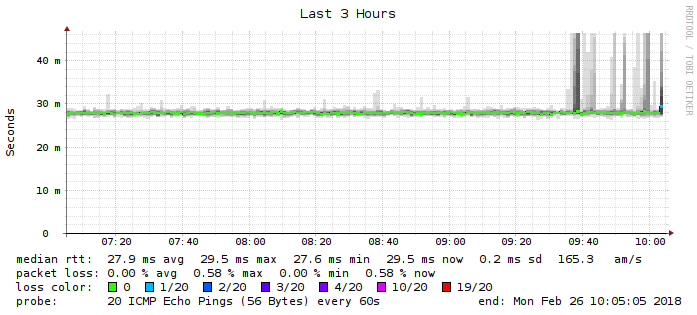 Last 3 Hours
RRDTOOL / TOBI OETIKER
Seconds
40 m
30 m
20 m
10 m
0
07:20 07:40 08:00 08:20 08:40 09:00 09:20 09:40 10:00
median rtt: 27.9 ms avg 29.5 ms max 27.6 ms min 29.5 ms now 0.2 ms sd 165.3 am/s
packet loss: 0.00 % avg 0.58 % max 0.00 % min 0.58 % now
loss color: 0 1/20 2/20 3/20 4/20 10/20 19/20
probe: 20 ICMP Echo Pings (56 Bytes) every 60s end: Mon Feb 26 10:05:05 2018